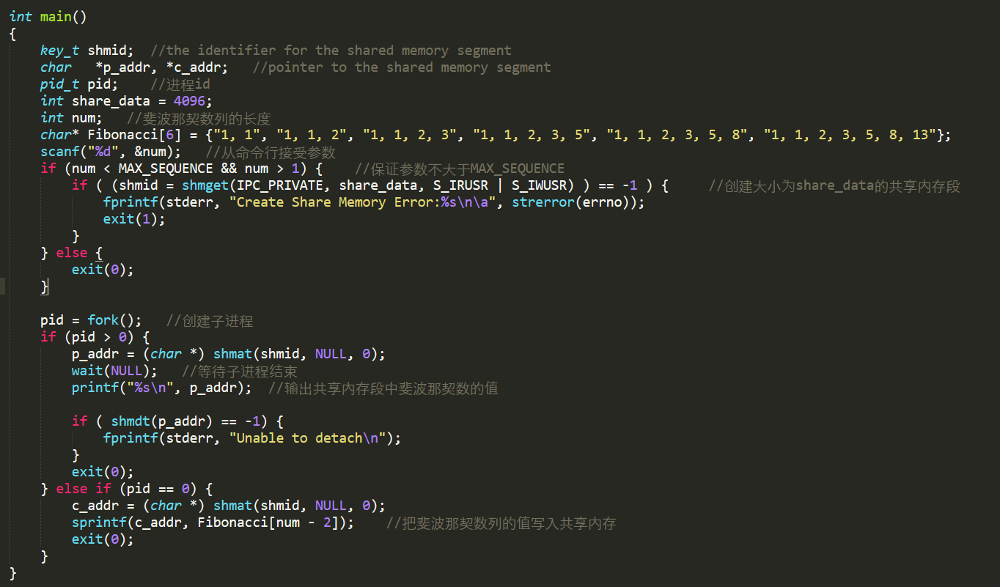 int main()
{
    key_t shmid;  //the identifier for the shared memory segment
    char   *p_addr, *c_addr;   //pointer to the shared memory segment
    pid_t pid;    //进程id
    int share_data = 4096;
    int num;   //斐波那契数列的长度
    char* Fibonacci[6] = {"1, 1", "1, 1, 2", "1, 1, 2, 3", "1, 1, 2, 3, 5", "1, 1, 2, 3, 5, 8", "1, 1, 2, 3, 5, 8, 13"};
    scanf("%d", &num);   //从命令行接受参数
    if (num < MAX_SEQUENCE && num > 1) {    //保证参数不大于MAX_SEQUENCE
        if ( (shmid = shmget(IPC_PRIVATE, share_data, S_IRUSR | S_IWUSR) ) == -1 ) {     //创建大小为share_data的共享内存段
            fprintf(stderr, "Create Share Memory Error:%s\n\a", strerror(errno));
            exit(1);
        }
    } else {
        exit(0);
    }
    pid = fork();   //创建子进程
    if (pid > 0) {
        p_addr = (char *) shmat(shmid, NULL, 0);
        wait(NULL);   //等待子进程结束
        printf("%s\n", p_addr);  //输出共享内存段中斐波那契数的值
        if ( shmdt(p_addr) == -1) {
            fprintf(stderr, "Unable to detach\n");
        }
        exit(0);
    } else if (pid == 0) {
        c_addr = (char *) shmat(shmid, NULL, 0);
        sprintf(c_addr, Fibonacci[num - 2]);    //把斐波那契数列的值写入共享内存
        exit(0);
    }
}